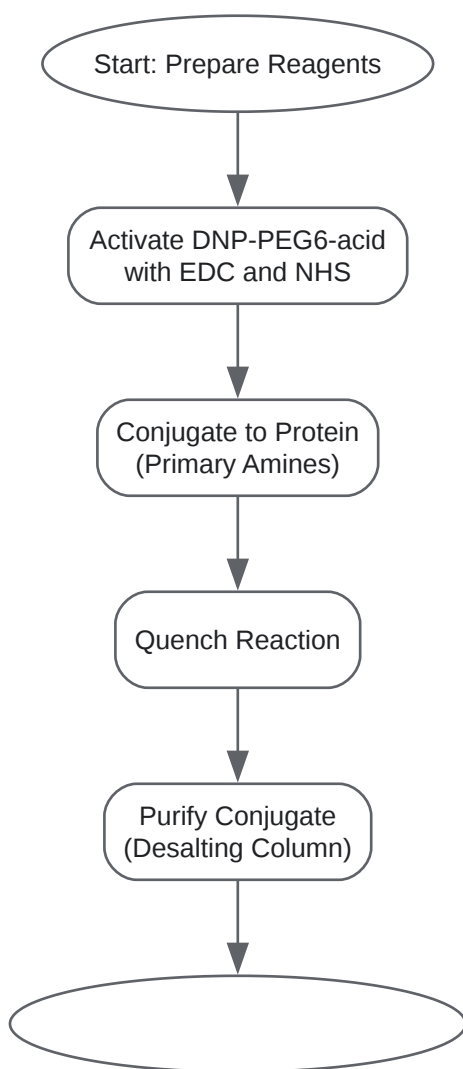 Start: Prepare Reagents
Activate DNP-PEG6-acid
with EDC and NHS
Conjugate to Protein
(Primary Amines)
Quench Reaction
Purify Conjugate
(Desalting Column)